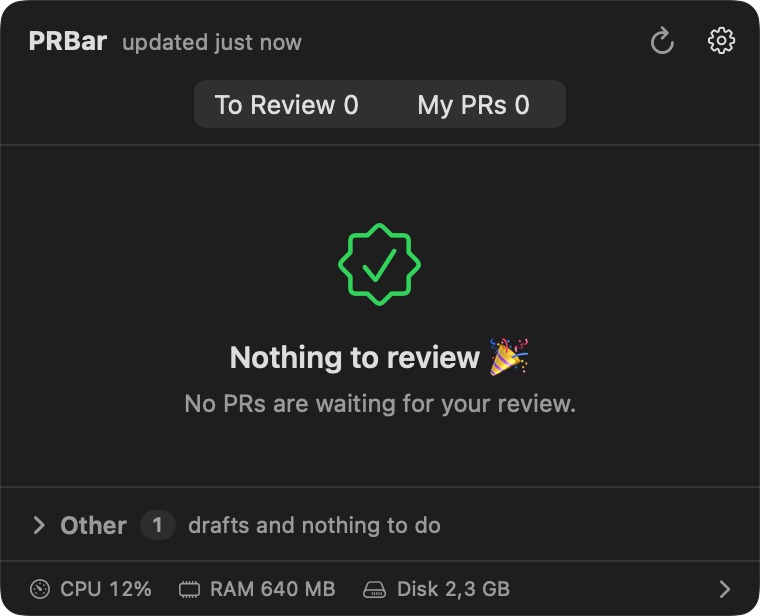 PRBar updated just now
To Review 0 My PRs 0
Nothing to review 🎉
No PRs are waiting for your review.
Other 1 drafts and nothing to do
CPU 12% RAM 640 MB Disk 2,3 GB